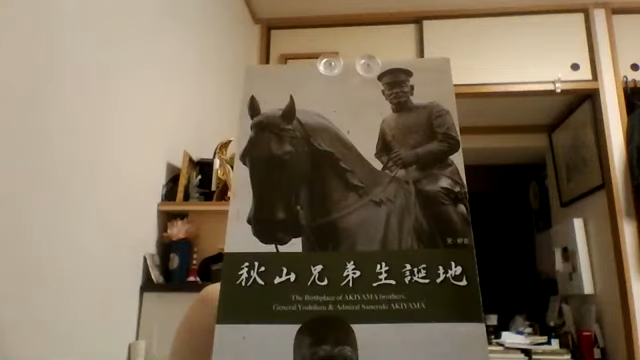 秋山兄弟生誕地
The Birthplace of AKIYAMA brothers,
General Yoshifuru & Admiral Saneyuki AKIYAMA